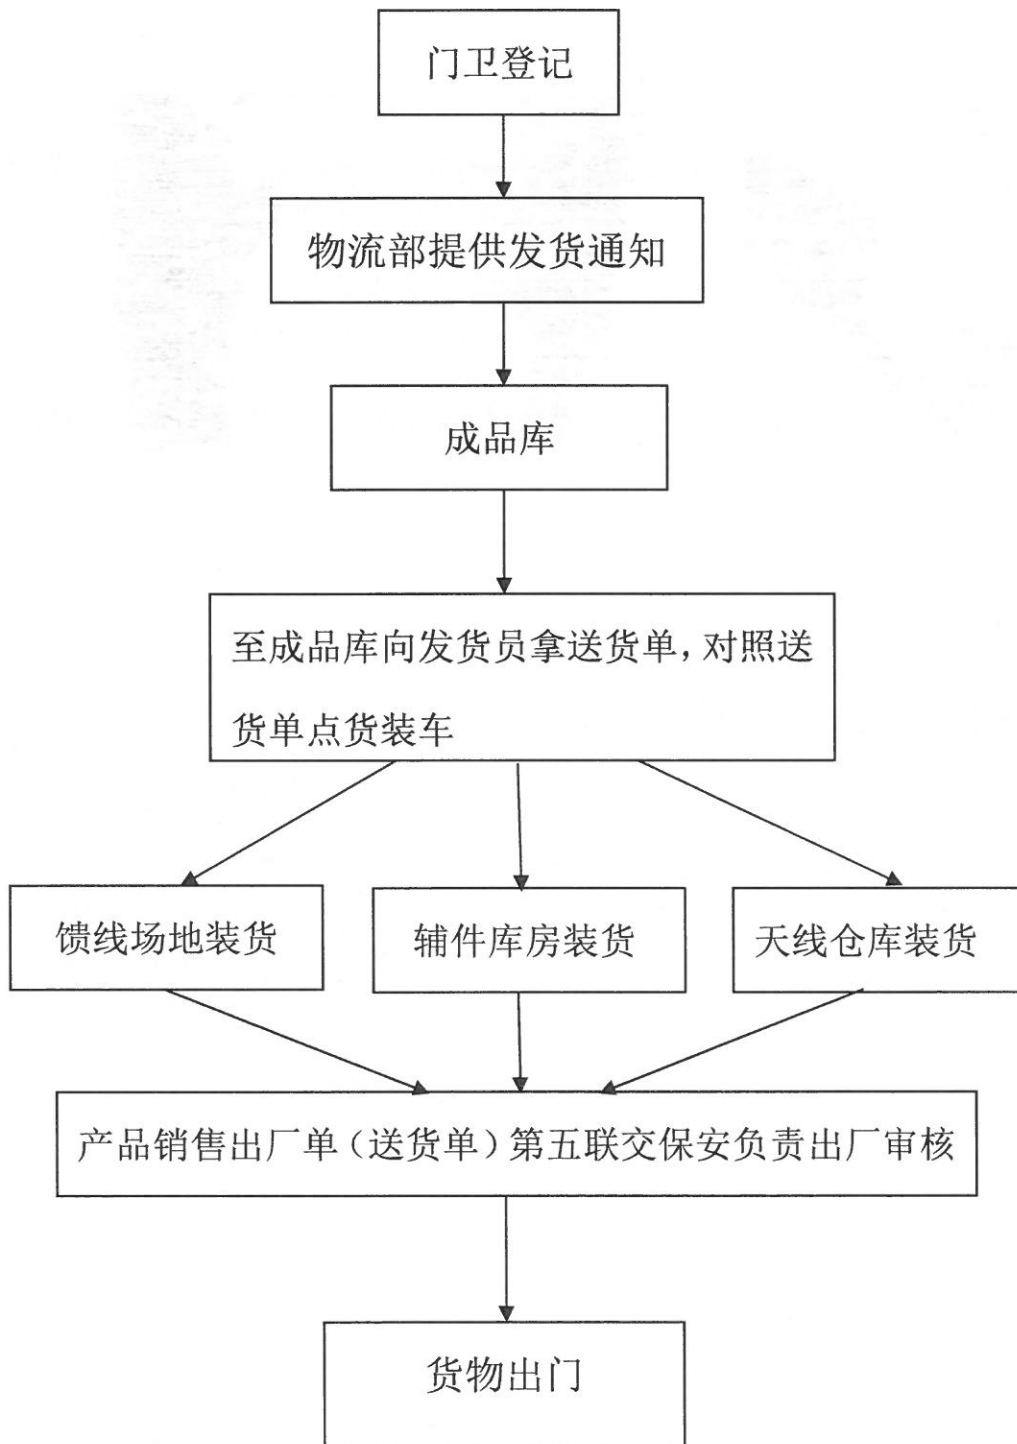 门卫登记
物流部提供发货通知
成品库
至成品库向发货员拿送货单,对照送
货单点货装车
馈线场地装货
辅件库房装货
天线仓库装货
产品销售出厂单(送货单)第五联交保安负责出厂审核
货物出门